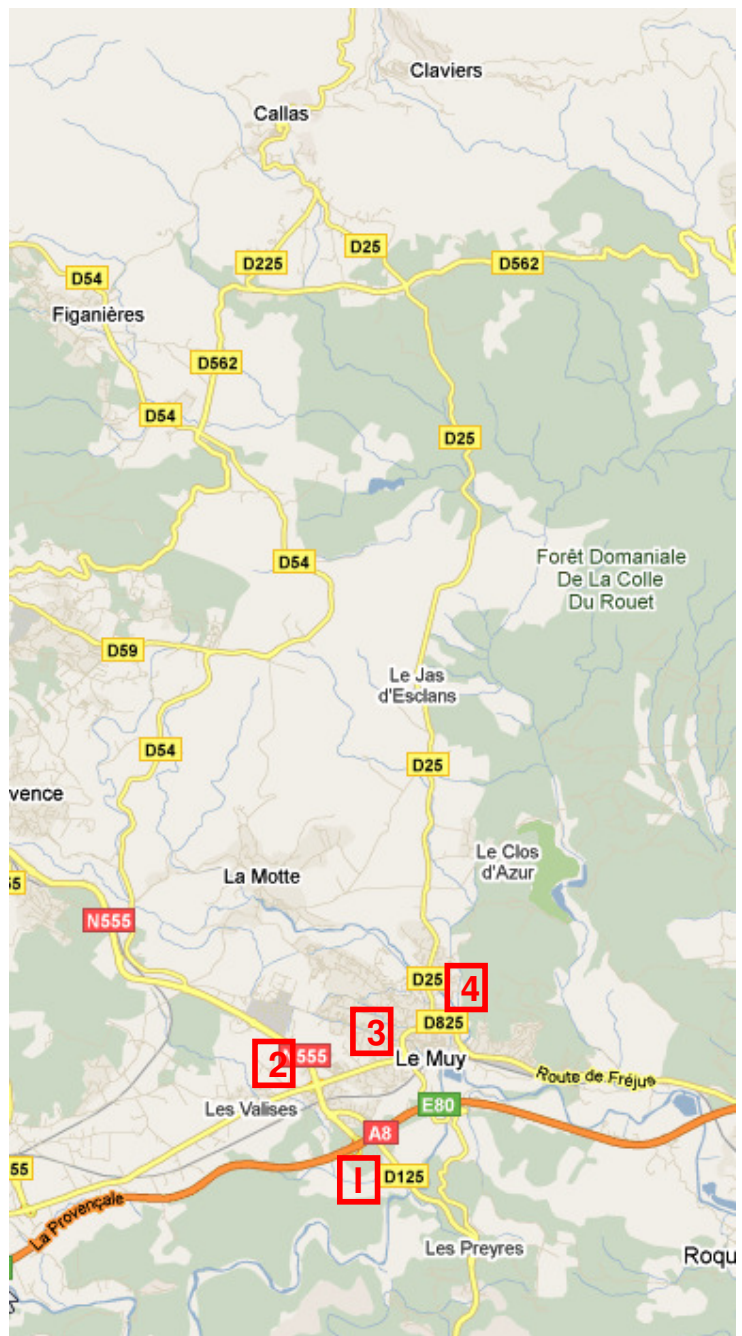 Claviers
Callas
D25
D225
D562
D54
Figanières
D562
D54
D25
D54
Forêt Domaniale
De La Colle
Du Rouet
D59
Le Jas
d'Esclans
D54
D25
vence
Le Clos
d'Azur
La Motte
55
N555
D25
4
D825
3
2
555
Le Muy
Route de Fréjus
Les Valises
E80
A8
55
1
D125
La Provençale
Les Preyres
Roqu